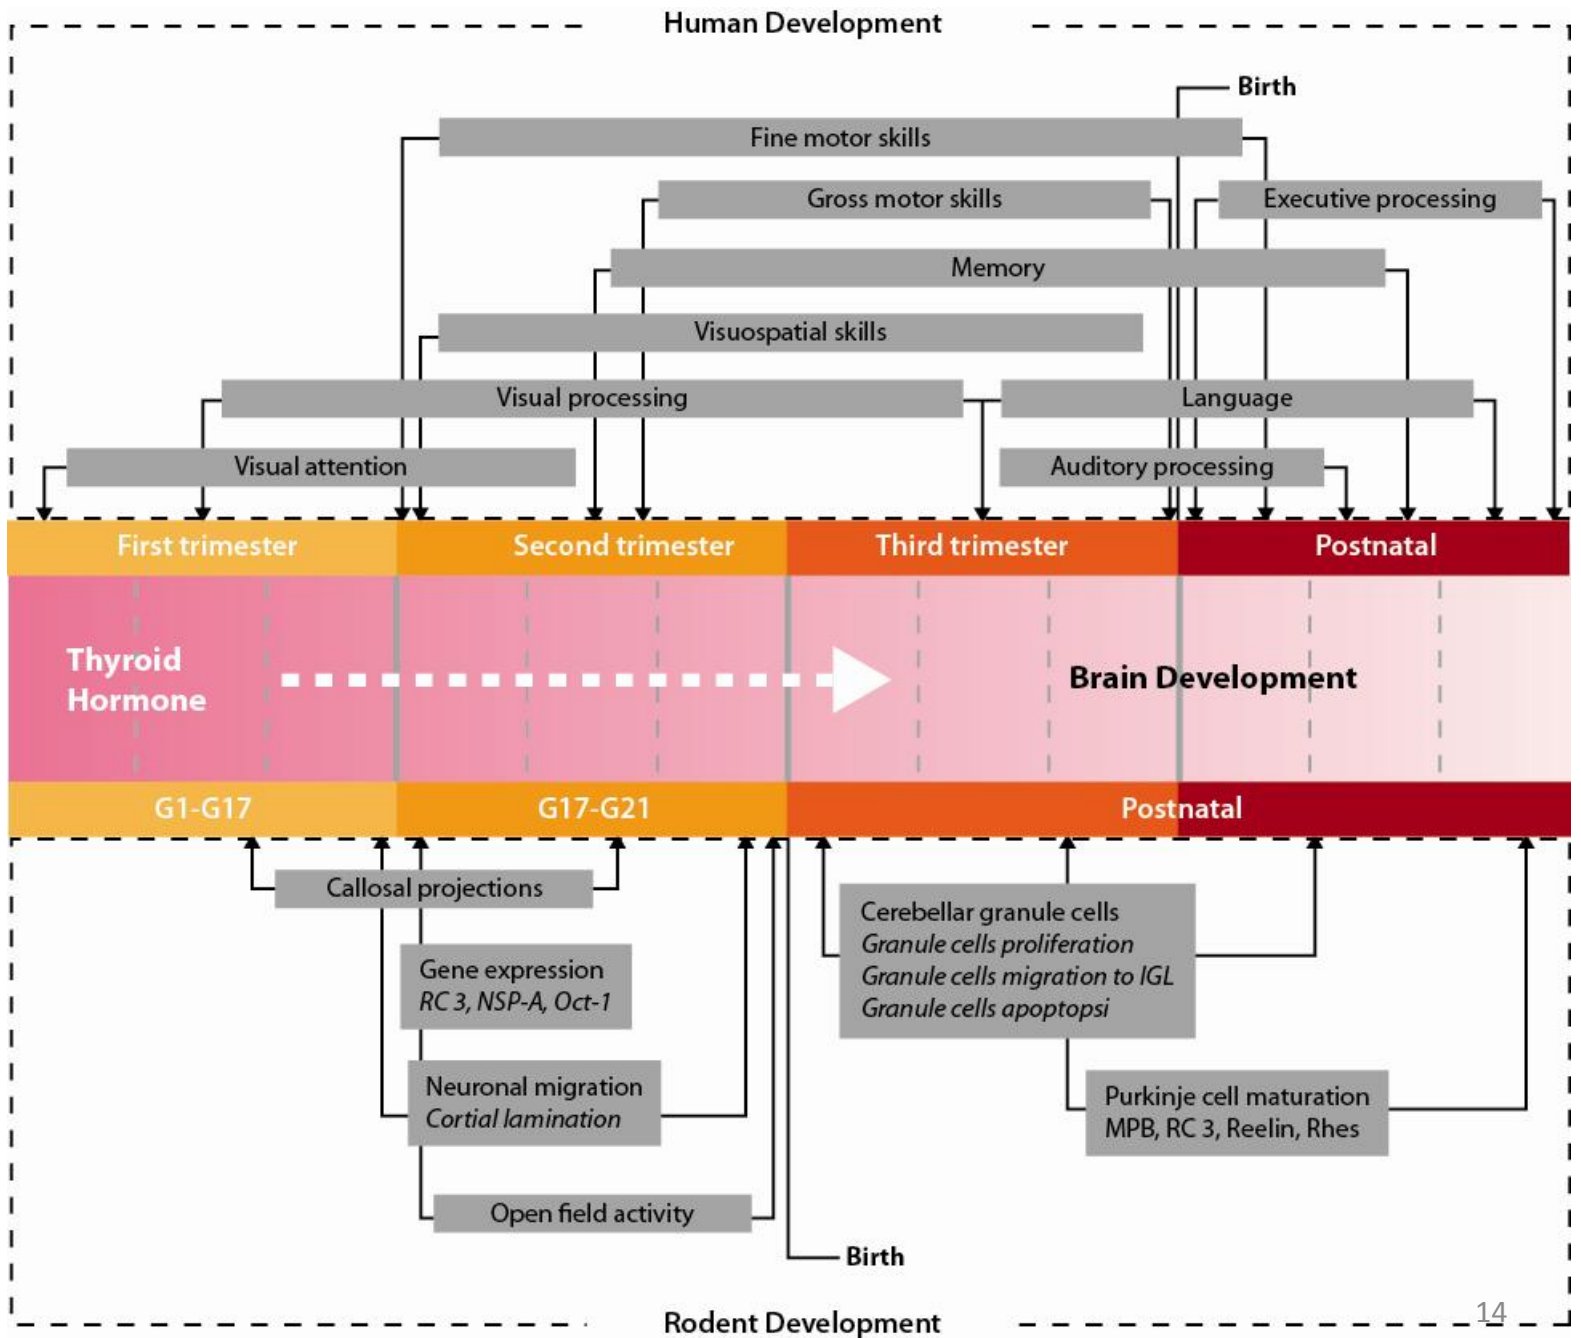 Human Development
Birth
Fine motor skills
Gross motor skills
Executive processing
Memory
Visuospatial skills
Visual processing
Language
Visual attention
Auditory processing
First trimester
Second trimester
Third trimester
Postnatal
Thyroid
Hormone
Brain Development
G1-G17
G17-G21
Postnatal
Callosal projections
Cerebellar granule cells
Granule cells proliferation
Granule cells migration to IGL
Granule cells apoptopsi
Gene expression
RC 3, NSP-A, Oct-1
Neuronal migration
Cortial lamination
Purkinje cell maturation
MPB, RC 3, Reelin, Rhes
Open field activity
Birth
Rodent Development
14